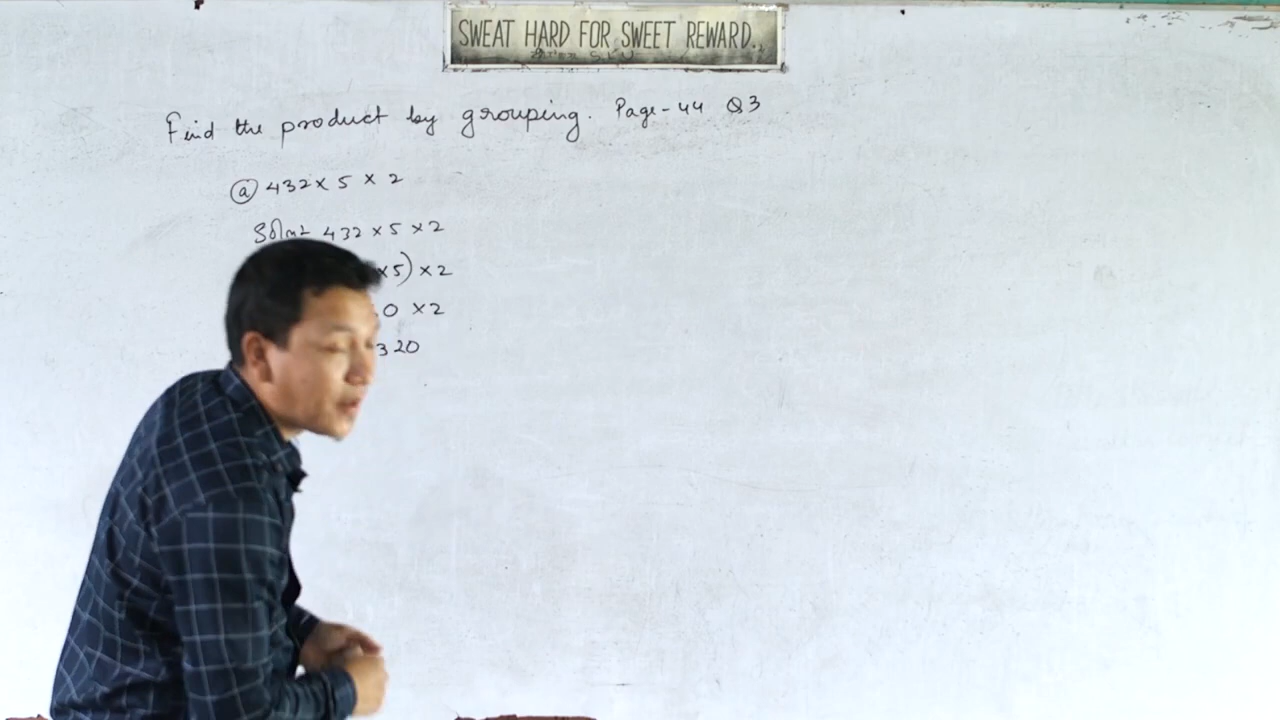 SWEAT HARD FOR SWEET REWARD.
Find the product by grouping. Page-44 Q3
(a) 432 × 5 × 2
Soln 432 × 5 × 2
×5) × 2
0 × 2
320